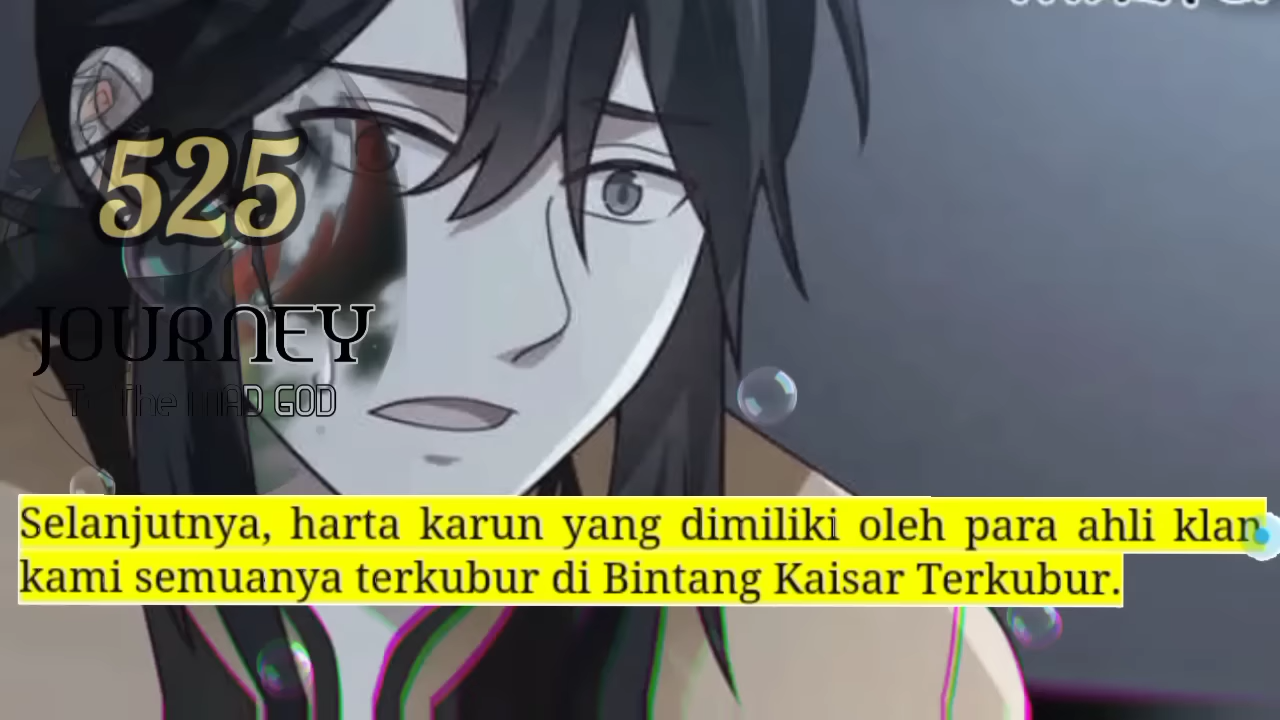 525
JOURNEY
To The MAD GOD
Selanjutnya, harta karun yang dimiliki oleh para ahli klan
kami semuanya terkubur di Bintang Kaisar Terkubur.